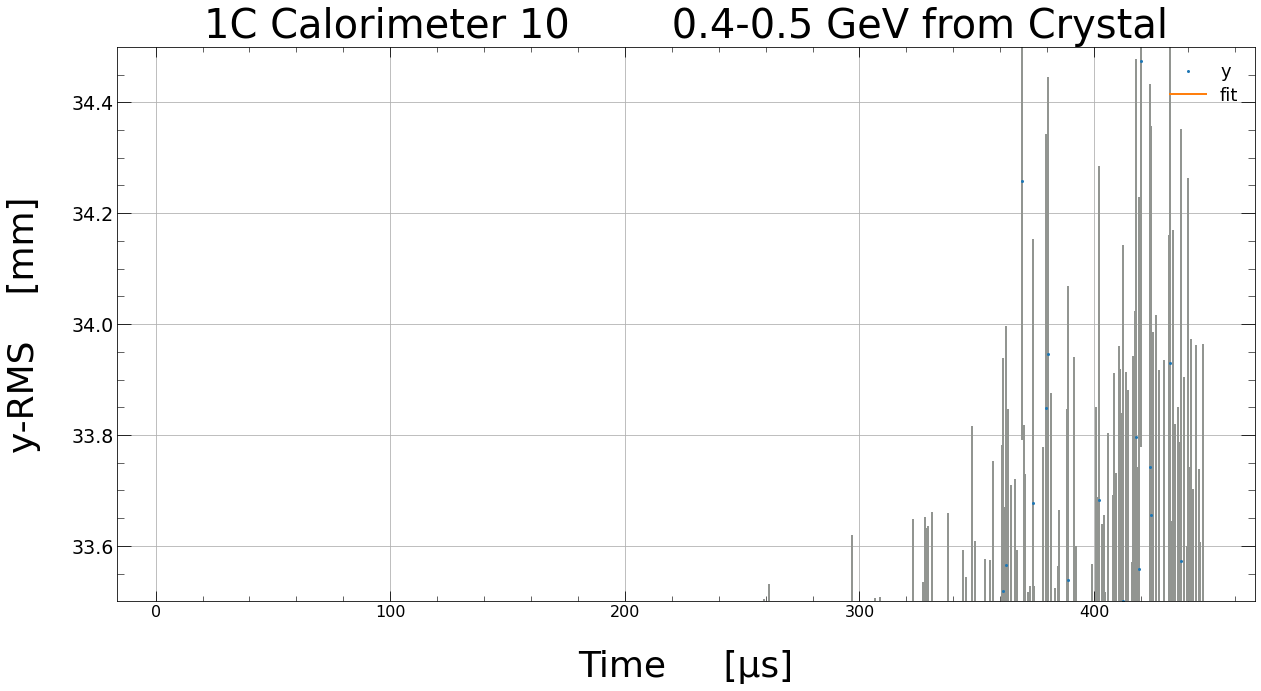 1C Calorimeter 10 0.4-0.5 GeV from Crystal
y
fit
34.4
34.2
34.0
33.8
33.6
y-RMS [mm]
0 100 200 300 400
Time [μs]